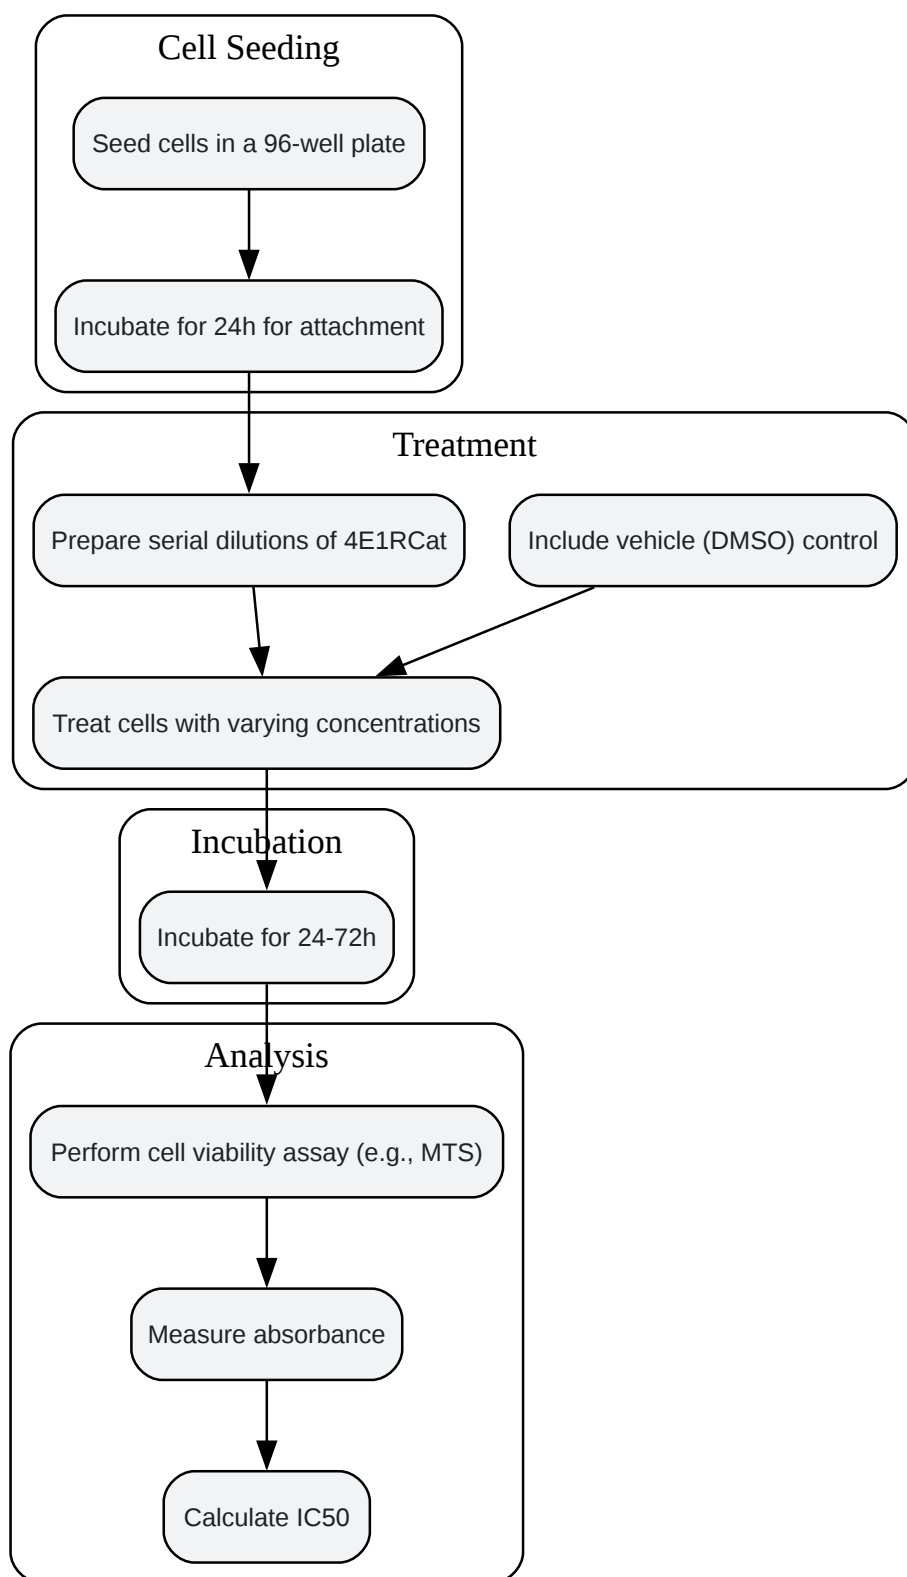 Cell Seeding
Seed cells in a 96-well plate
Incubate for 24h for attachment
Treatment
Prepare serial dilutions of 4E1RCat
Include vehicle (DMSO) control
Treat cells with varying concentrations
Incubation
Incubate for 24-72h
Analysis
Perform cell viability assay (e.g., MTS)
Measure absorbance
Calculate IC50